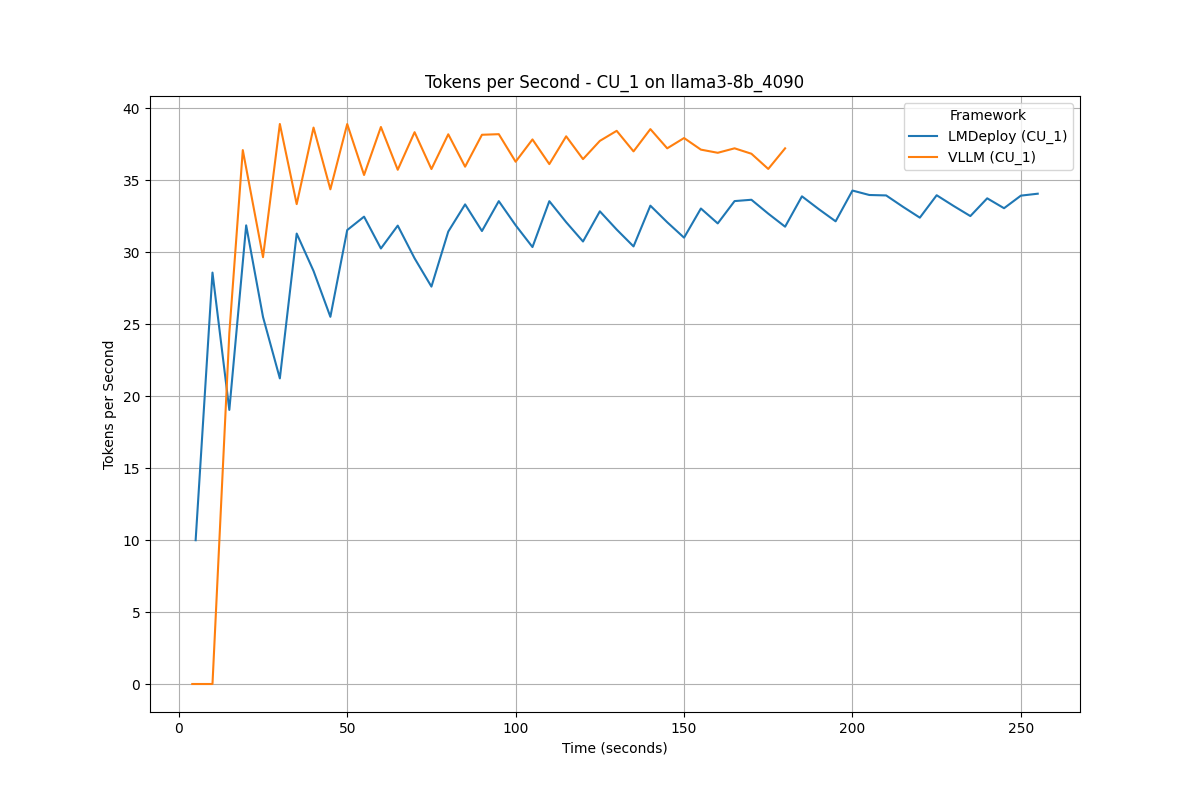 Tokens per Second - CU_1 on llama3-8b_4090
Framework
LMDeploy (CU_1)
VLLM (CU_1)
Tokens per Second
40
35
30
25
20
15
10
5
0
0 50 100 150 200 250
Time (seconds)